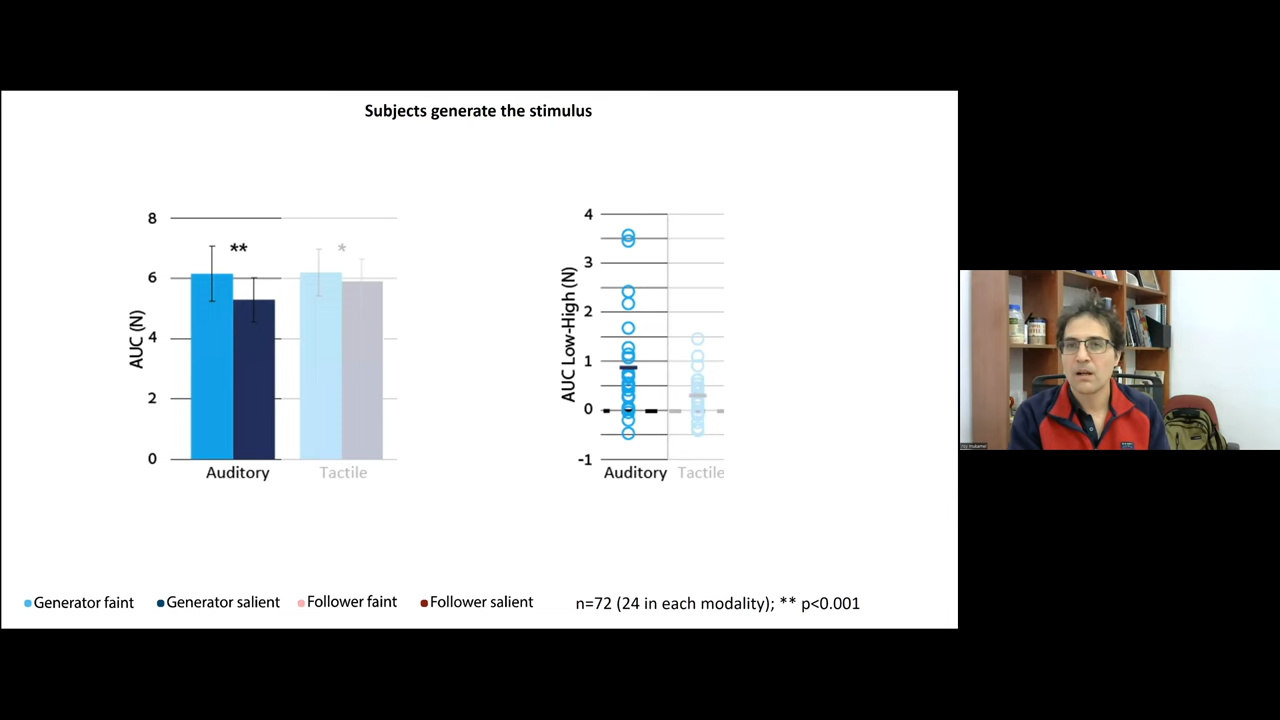 Subjects generate the stimulus
8
6
4
2
0
AUC (N)
**
*
Auditory
Tactile
4
3
2
1
0
-1
AUC Low-High (N)
Auditory
Tactile
Generator faint
Generator salient
Follower faint
Follower salient
n=72 (24 in each modality); ** p<0.001